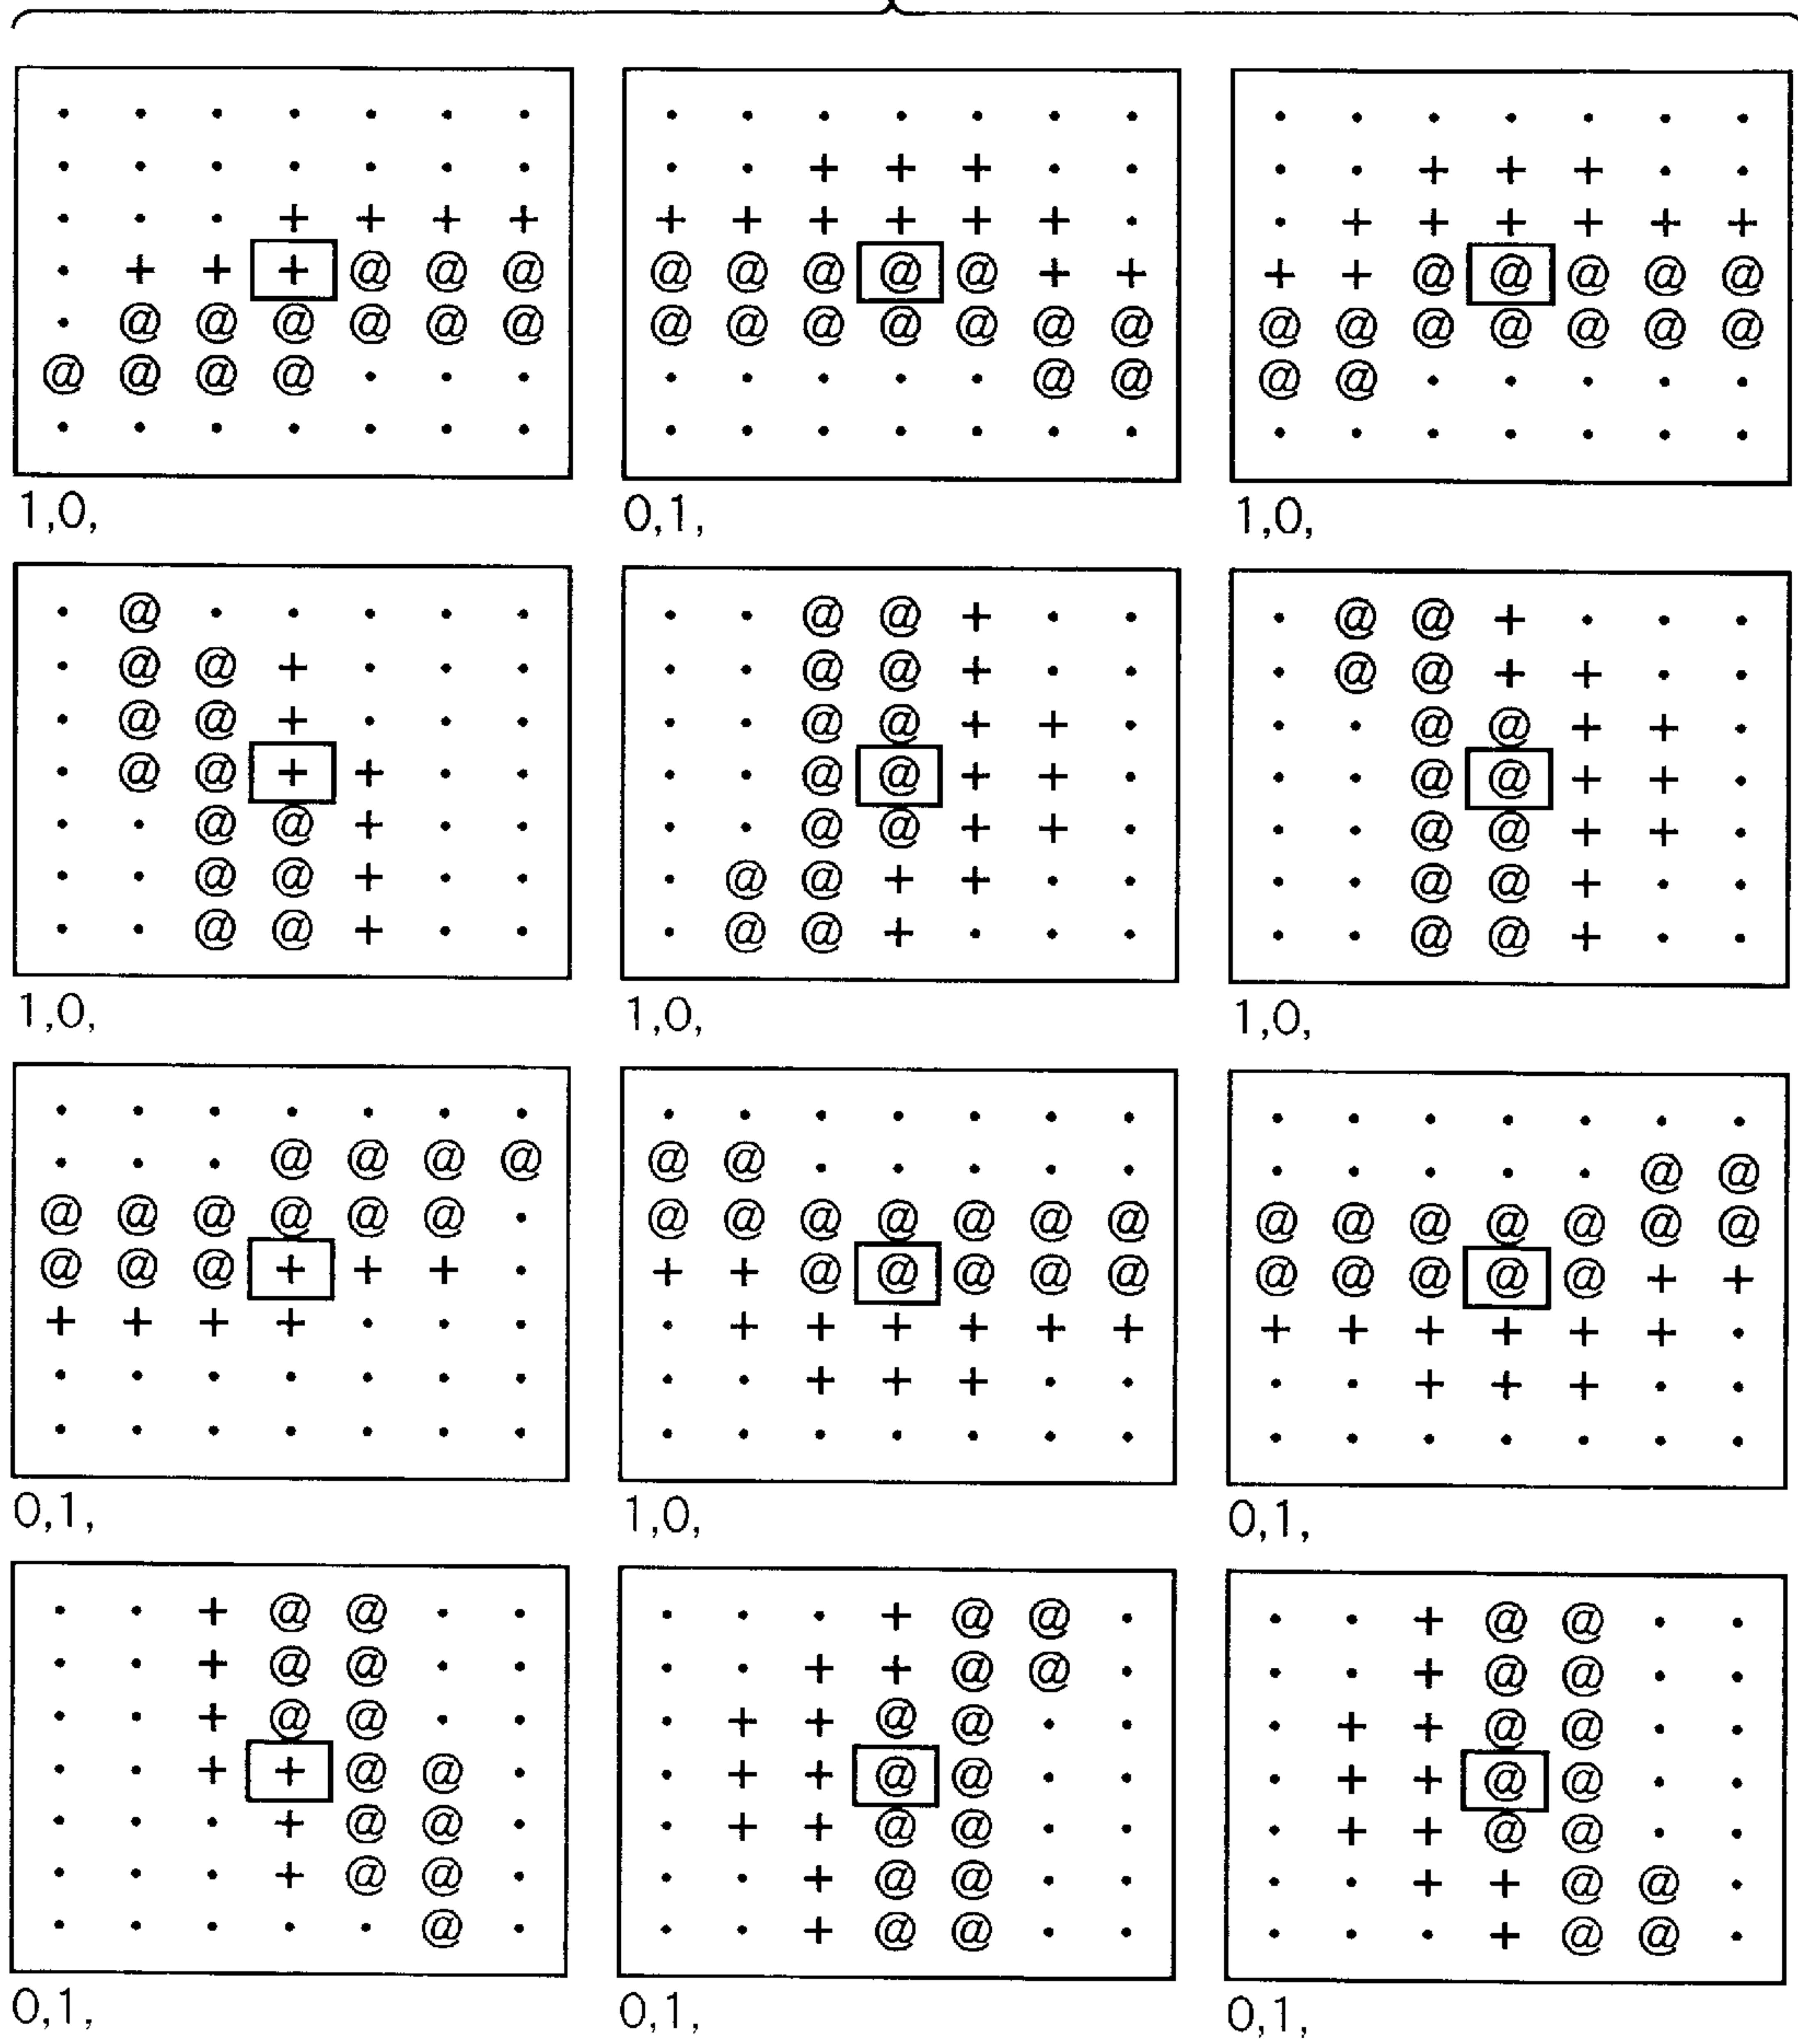 . . . . . . .
. . . . . . .
. . . + + + +
. + + + @ @ @
. @ @ @ @ @ @
@ @ @ @ . . .
. . . . . . .
1,0,
. . . . . . .
. . + + + . .
+ + + + + + .
@ @ @ @ @ + +
@ @ @ @ @ @ @
. . . . . @ @
. . . . . . .
0,1,
. . . . . . .
. . + + + . .
. + + + + + +
+ + @ @ @ @ @
@ @ @ @ @ @ @
@ @ . . . . .
. . . . . . .
1,0,
. @ . . . . .
. @ @ + . . .
. @ @ + . . .
. @ @ + + . .
. . @ @ + . .
. . @ @ + . .
. . @ @ + . .
1,0,
. . @ @ + . .
. . @ @ + . .
. . @ @ + + .
. . @ @ + + .
. . @ @ + + .
. @ @ + + . .
. @ @ + . . .
1,0,
. @ @ + . . .
. @ @ + + . .
. . @ @ + + .
. . @ @ + + .
. . @ @ + + .
. . @ @ + . .
. . @ @ + . .
1,0,
. . . . . . .
. . . @ @ @ @
@ @ @ @ @ @ .
@ @ @ + + + .
+ + + + . . .
. . . . . . .
. . . . . . .
0,1,
. . . . . . .
@ @ . . . . .
@ @ @ @ @ @ @
+ + @ @ @ @ @
. + + + + + +
. . + + + . .
. . . . . . .
1,0,
. . . . . . .
. . . . . @ @
@ @ @ @ @ @ @
@ @ @ @ @ + +
+ + + + + + .
. . + + + . .
. . . . . . .
0,1,
. . + @ @ . .
. . + @ @ . .
. . + @ @ . .
. . + + @ @ .
. . . + @ @ .
. . . + @ @ .
. . . . . @ .
0,1,
. . . + @ @ .
. . + + @ @ .
. + + @ @ . .
. + + @ @ . .
. + + @ @ . .
. . + @ @ . .
. . + @ @ . .
0,1,
. . + @ @ . .
. . + @ @ . .
. + + @ @ . .
. + + @ @ . .
. + + @ @ . .
. . + + @ @ .
. . . + @ @ .
0,1,